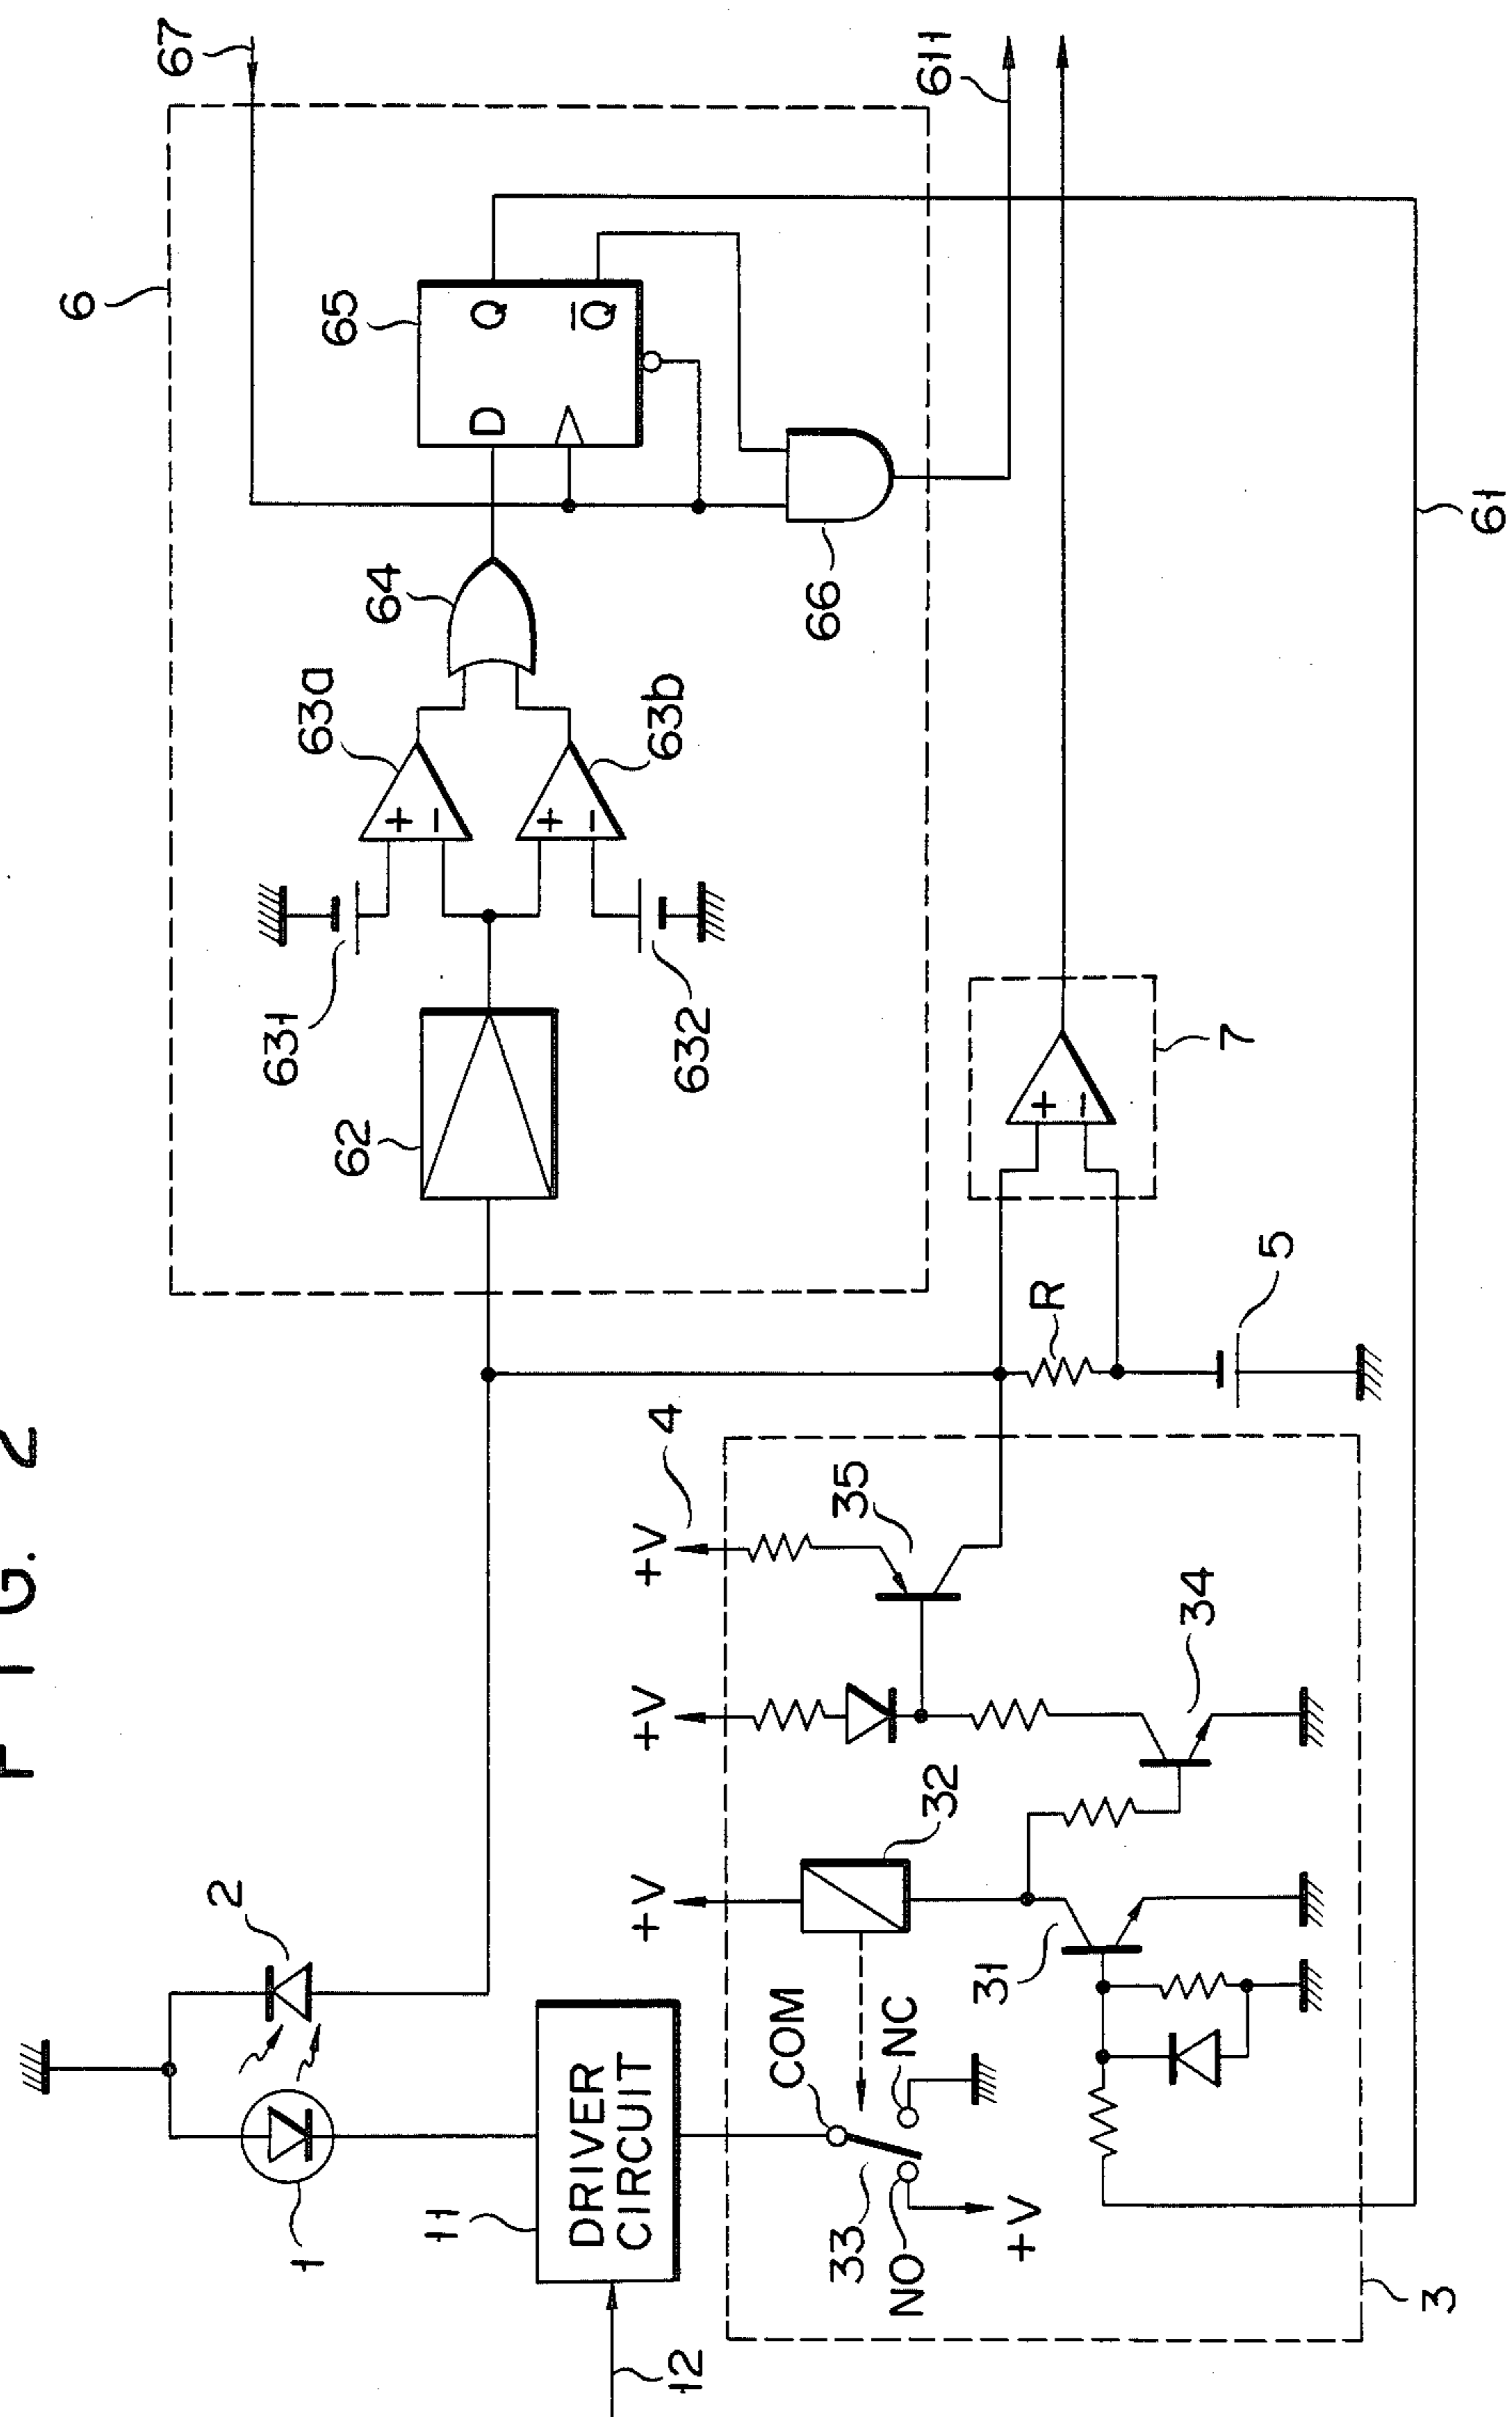 FIG. 2
6
67
65
D
Q
Q̅
64
63a
63b
+
−
+
−
631
632
62
66
611
61
7
+
−
R
5
4
+V
+V
+V
35
34
32
31
2
1
11
DRIVER
CIRCUIT
12
COM
NC
NO
33
+V
3